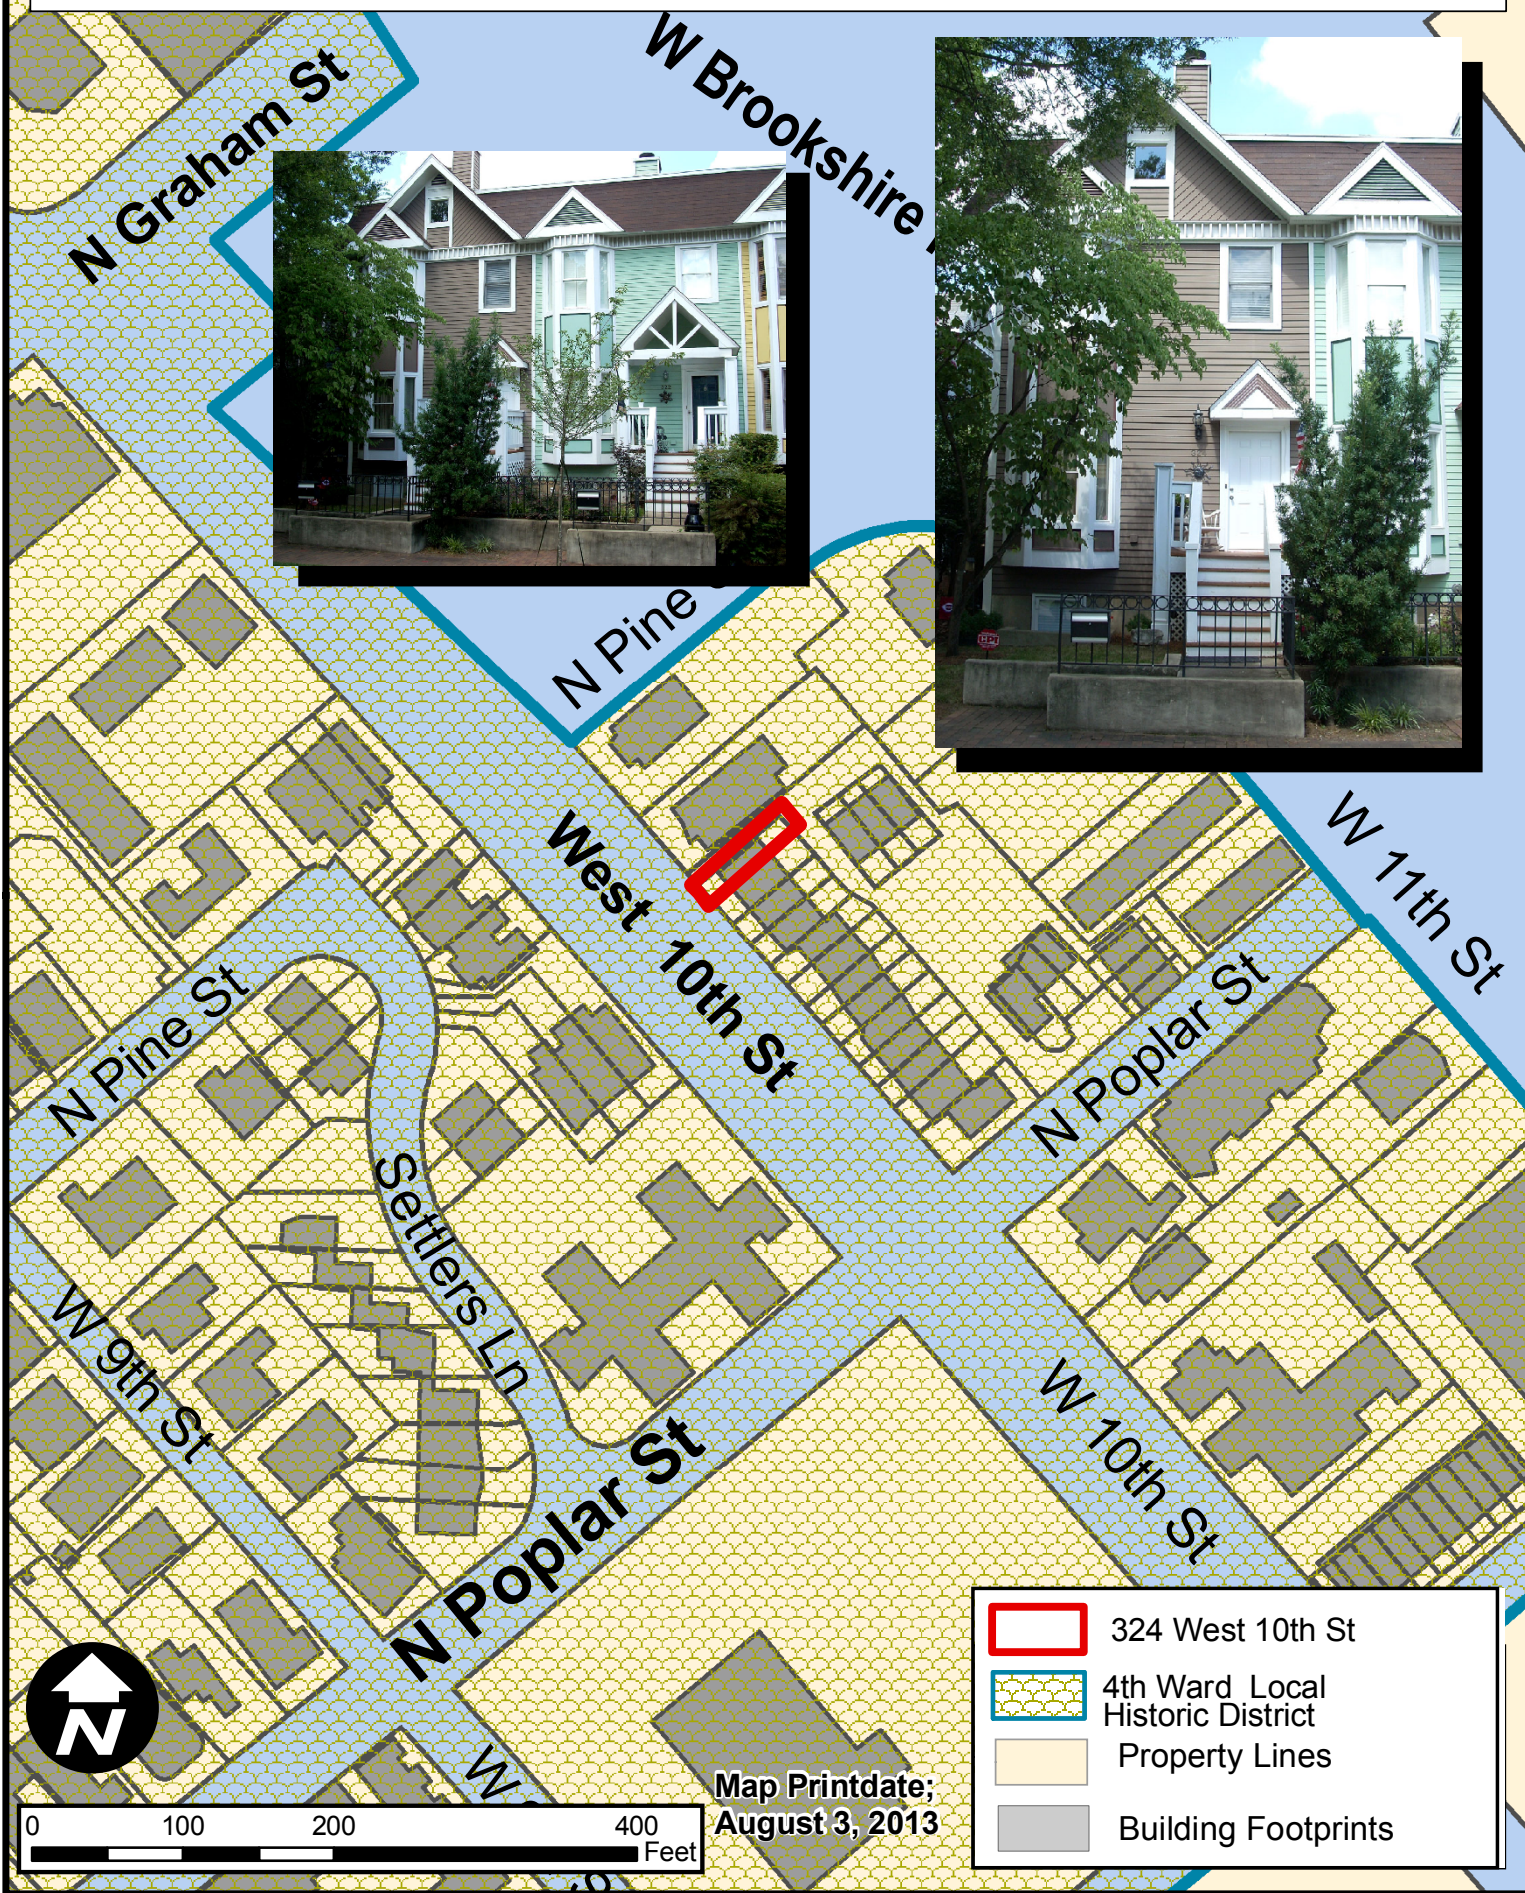 N Graham St
W Brookshire
N Pine
West 10th St
W 11th St
N Pine St
N Poplar St
Settlers Ln
W 9th St
N Poplar St
W 10th St
324 West 10th St
4th Ward Local
Historic District
Property Lines
Building Footprints
N
W
Map Printdate;
August 3, 2013
0 100 200 400
Feet